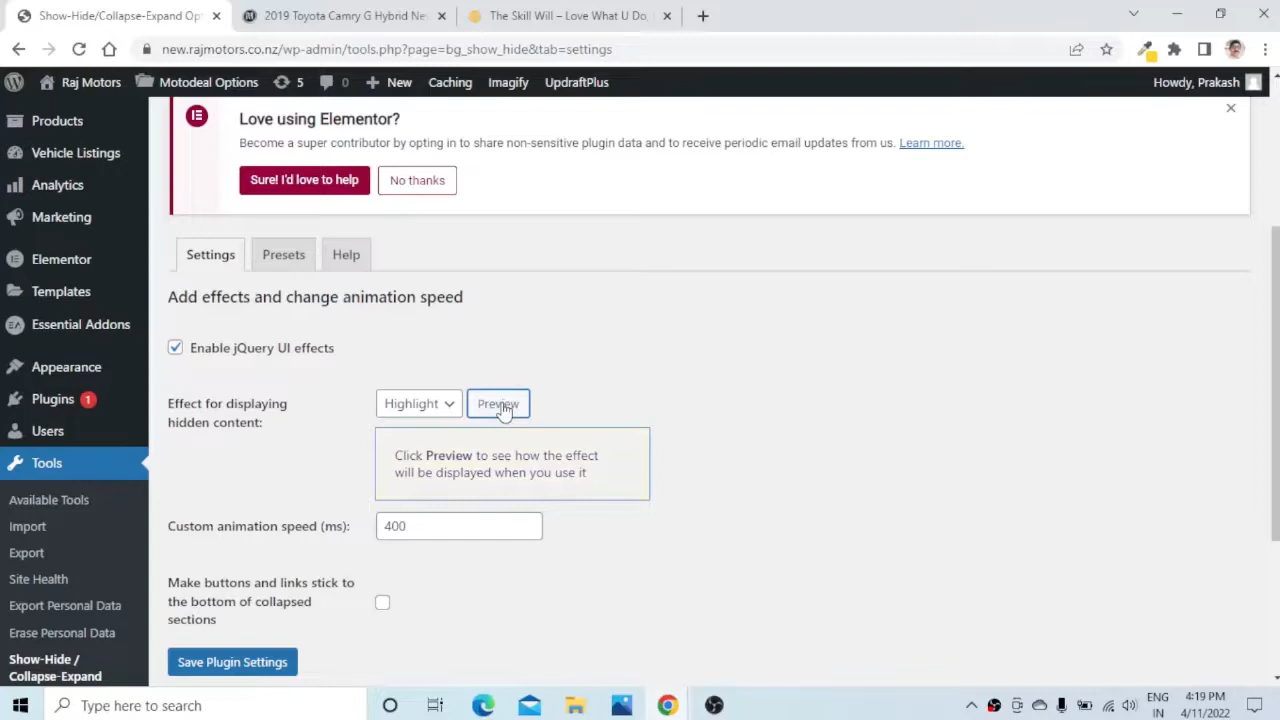 Show-Hide/Collapse-Expand Opt
2019 Toyota Camry G Hybrid Ne
The Skill Will – Love What U Do,
new.rajmotors.co.nz/wp-admin/tools.php?page=bg_show_hide&tab=settings
Raj Motors
Motodeal Options
5
0
New
Caching
Imagify
UpdraftPlus
Howdy, Prakash
Products
Vehicle Listings
Analytics
Marketing
Elementor
Templates
Essential Addons
Appearance
Plugins 1
Users
Tools
Available Tools
Import
Export
Site Health
Export Personal Data
Erase Personal Data
Show-Hide /
Collapse-Expand
Love using Elementor?
Become a super contributor by opting in to share non-sensitive plugin data and to receive periodic email updates from us. Learn more.
Sure! I'd love to help
No thanks
Settings
Presets
Help
Add effects and change animation speed
Enable jQuery UI effects
Effect for displaying
hidden content:
Highlight
Preview
Click Preview to see how the effect
will be displayed when you use it
Custom animation speed (ms):
400
Make buttons and links stick to
the bottom of collapsed
sections
Save Plugin Settings
Type here to search
ENG
IN
4:19 PM
4/11/2022